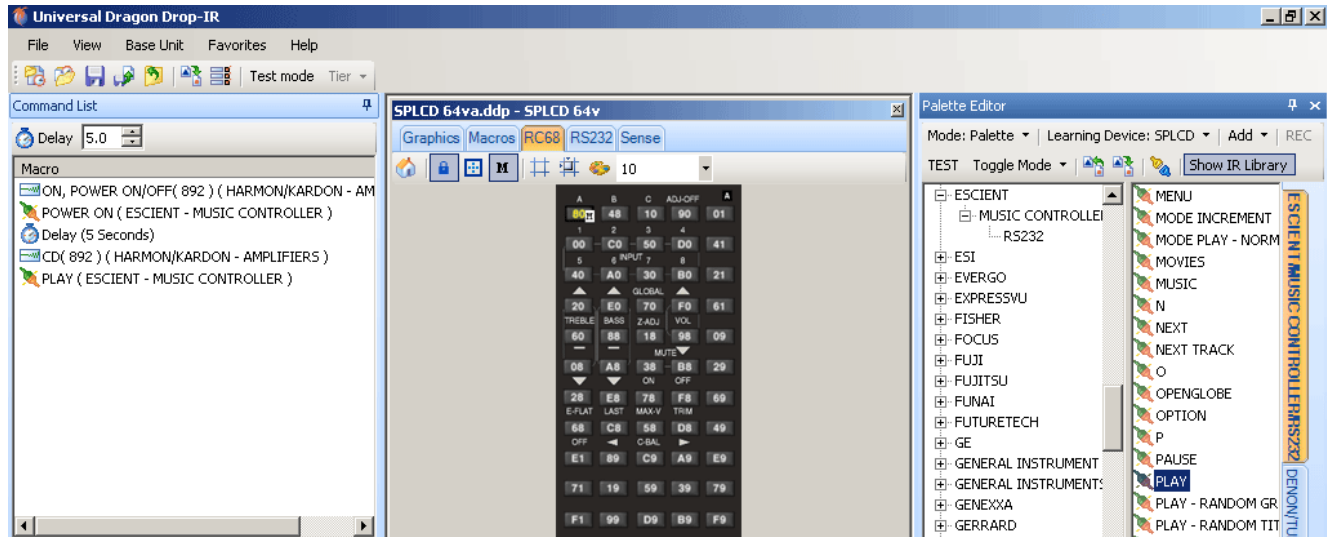 Universal Dragon Drop-IR
File View Base Unit Favorites Help
Test mode Tier
Command List
Delay 5.0
Macro
ON, POWER ON/OFF( 892 ) ( HARMON/KARDON - AM
POWER ON ( ESCIENT - MUSIC CONTROLLER )
Delay (5 Seconds)
CD( 892 ) ( HARMON/KARDON - AMPLIFIERS )
PLAY ( ESCIENT - MUSIC CONTROLLER )
SPLCD 64va.ddp - SPLCD 64v
Graphics Macros RC68 RS232 Sense
M 10
A B C ADJ-OFF A
80 48 10 90 01
1 2 3 4
00 C0 50 D0 41
5 6 INPUT 7 8
40 A0 30 B0 21
GLOBAL
20 E0 70 F0 61
TREBLE BASS Z-ADJ VOL
60 88 18 98 09
MUTE
08 A8 38 B8 29
ON OFF
28 E8 78 F8 69
E-FLAT LAST MAX-V TRIM
68 C8 58 D8 49
OFF C-BAL
E1 89 C9 A9 E9
71 19 59 39 79
F1 99 D9 B9 F9
Palette Editor
Mode: Palette Learning Device: SPLCD Add REC
TEST Toggle Mode Show IR Library
ESCIENT
MUSIC CONTROLLE
RS232
ESI
EVERGO
EXPRESSVU
FISHER
FOCUS
FUJI
FUJITSU
FUNAI
FUTURETECH
GE
GENERAL INSTRUMENT
GENERAL INSTRUMENTS
GENEXXA
GERRARD
MENU
MODE INCREMENT
MODE PLAY - NORM
MOVIES
MUSIC
N
NEXT
NEXT TRACK
O
OPENGLOBE
OPTION
P
PAUSE
PLAY
PLAY - RANDOM GR
PLAY - RANDOM TIT
ESCIENT/MUSIC CONTROLLER/RS232
DENON/TU